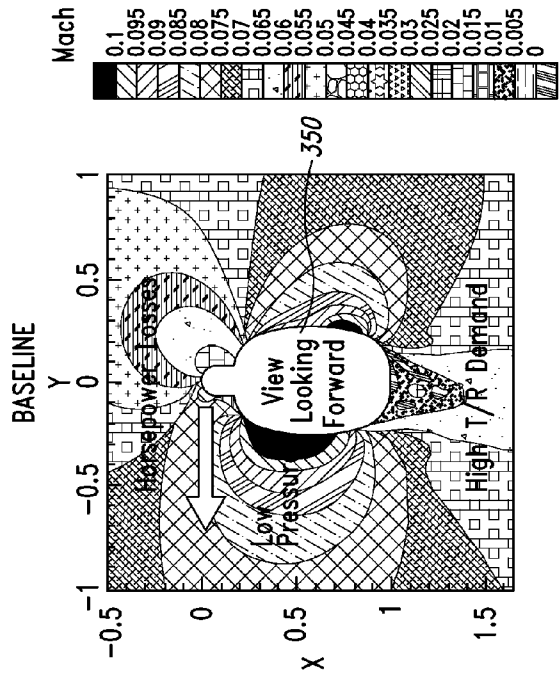 BASELINE
Y
-1
-0.5
0
0.5
1
X
-0.5
0
0.5
1
1.5
Horsepower Losses
Low
Pressure
View
Looking
Forward
High T/R Demand
350
Mach
0.1
0.095
0.09
0.085
0.08
0.075
0.07
0.065
0.06
0.055
0.05
0.045
0.04
0.035
0.03
0.025
0.02
0.015
0.01
0.005
0